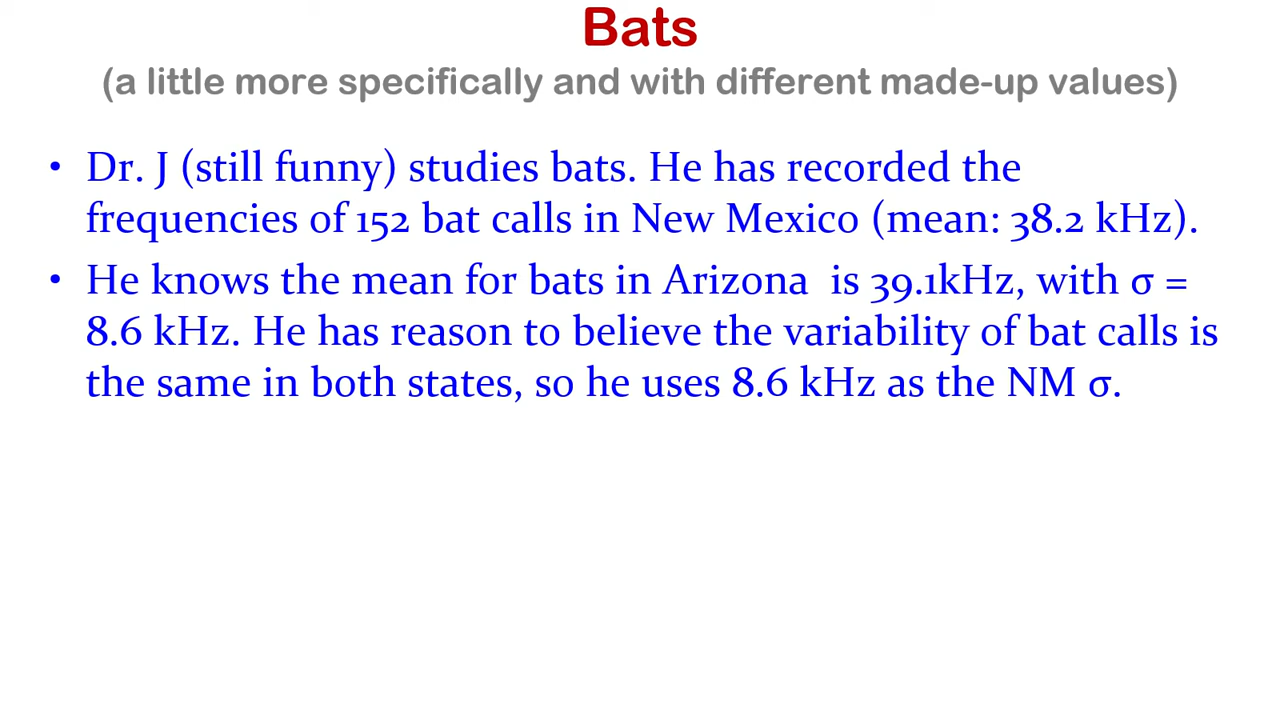 Bats
(a little more specifically and with different made-up values)
• Dr. J (still funny) studies bats. He has recorded the
frequencies of 152 bat calls in New Mexico (mean: 38.2 kHz).
• He knows the mean for bats in Arizona  is 39.1kHz, with σ =
8.6 kHz. He has reason to believe the variability of bat calls is
the same in both states, so he uses 8.6 kHz as the NM σ.